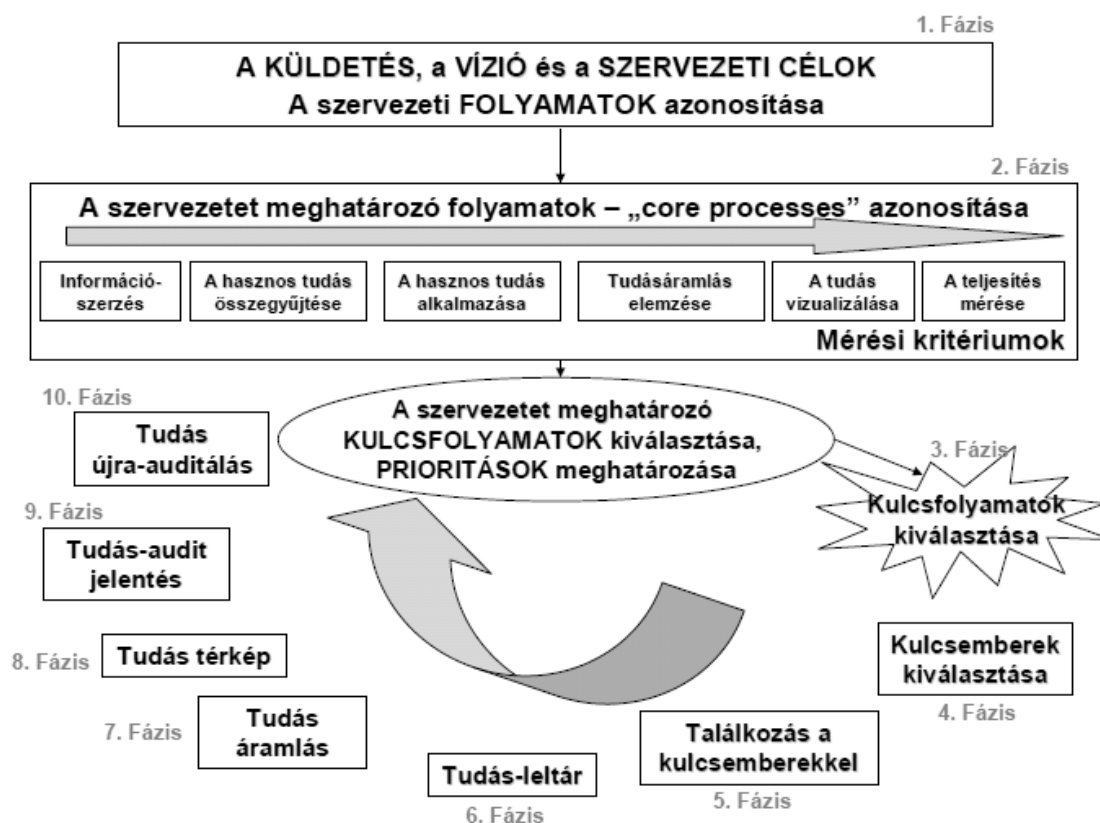 1. Fázis
A KÜLDETÉS, a VÍZIÓ és a SZERVEZETI CÉLOK
A szervezeti FOLYAMATOK azonosítása
2. Fázis
A szervezetet meghatározó folyamatok – „core processes” azonosítása
Információ-
szerzés
A hasznos tudás
összegyűjtése
A hasznos tudás
alkalmazása
Tudásáramlás
elemzése
A tudás
vizualizálása
A teljesítés
mérése
Mérési kritériumok
A szervezetet meghatározó
KULCSFOLYAMATOK kiválasztása,
PRIORITÁSOK meghatározása
3. Fázis
Kulcsfolyamatok
kiválasztása
Kulcsemberek
kiválasztása
4. Fázis
Találkozás a
kulcsemberekkel
5. Fázis
Tudás-leltár
6. Fázis
7. Fázis
Tudás
áramlás
8. Fázis
Tudás térkép
9. Fázis
Tudás-audit
jelentés
10. Fázis
Tudás
újra-auditálás